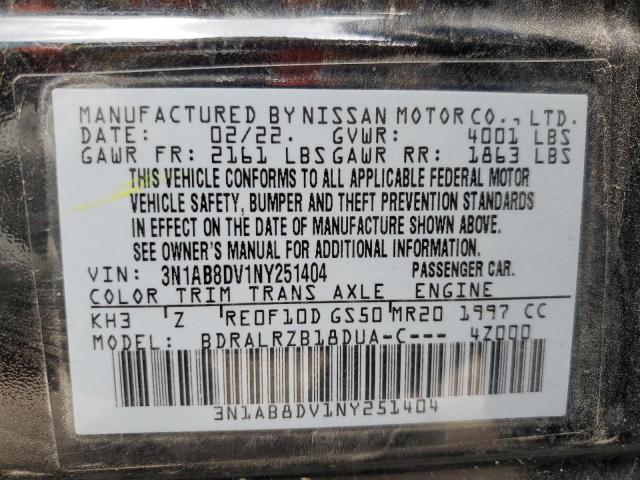 MANUFACTURED BY NISSAN MOTOR CO., LTD.
DATE: 02/22. GVWR: 4001 LBS
GAWR FR: 2161 LBS GAWR RR: 1863 LBS
THIS VEHICLE CONFORMS TO ALL APPLICABLE FEDERAL MOTOR
VEHICLE SAFETY, BUMPER AND THEFT PREVENTION STANDARDS
IN EFFECT ON THE DATE OF MANUFACTURE SHOWN ABOVE.
SEE OWNER'S MANUAL FOR ADDITIONAL INFORMATION.
VIN: 3N1AB8DV1NY251404 PASSENGER CAR.
COLOR TRIM TRANS AXLE ENGINE
KH3 Z RE0F10D GS50 MR20 1997 CC
MODEL: BDRALRZB18DUA-C--- 4Z000
3N1AB8DV1NY251404